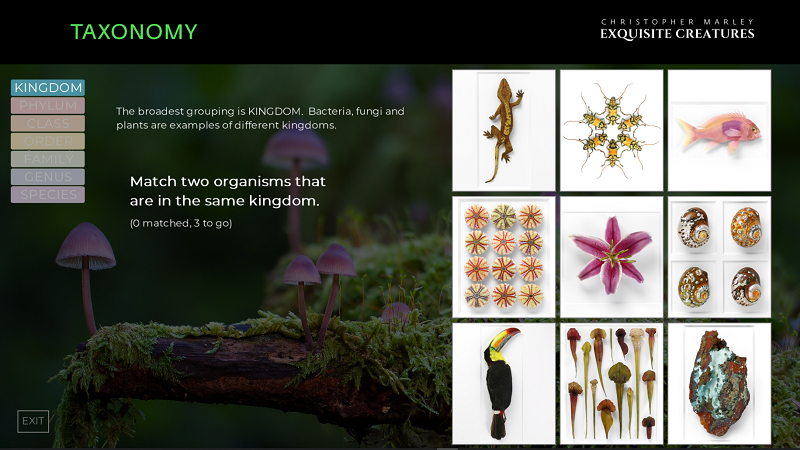 TAXONOMY
CHRISTOPHER MARLEY
EXQUISITE CREATURES
KINGDOM
PHYLUM
CLASS
ORDER
FAMILY
GENUS
SPECIES
The broadest grouping is KINGDOM. Bacteria, fungi and
plants are examples of different kingdoms.
Match two organisms that
are in the same kingdom.
(0 matched, 3 to go)
EXIT